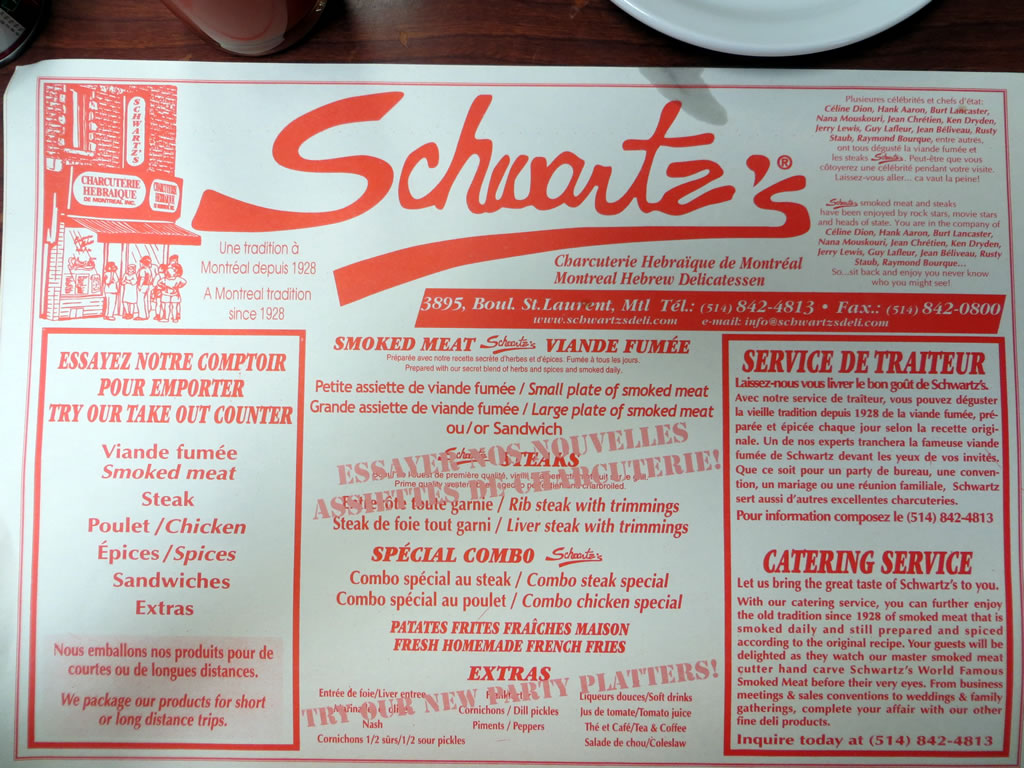 SCHWARTZ'S
CHARCUTERIE
HEBRAIQUE
DE MONTREAL INC.
CHARCUTERIE
HEBRAIQUE
Une tradition à
Montréal depuis 1928
A Montreal tradition
since 1928
Schwartz's®
Charcuterie Hebraïque de Montréal
Montreal Hebrew Delicatessen
3895, Boul. St.Laurent, Mtl Tél.: (514) 842-4813 • Fax.: (514) 842-0800
www.schwartzsdeli.com e-mail: info@schwartzsdeli.com
Plusieures célébrités et chefs d'état:
Céline Dion, Hank Aaron, Burt Lancaster,
Nana Mouskouri, Jean Chrétien, Ken Dryden,
Jerry Lewis, Guy Lafleur, Jean Béliveau, Rusty
Staub, Raymond Bourque, entre autres,
ont tous dégusté la viande fumée et
les steaks Schwartz's. Peut-être que vous
côtoyerez une célébrité pendant votre visite.
Laissez-vous aller... ca vaut la peine!
Schwartz's smoked meat and steaks
have been enjoyed by rock stars, movie stars
and heads of state. You are in the company of
Céline Dion, Hank Aaron, Burt Lancaster,
Nana Mouskouri, Jean Chrétien, Ken Dryden,
Jerry Lewis, Guy Lafleur, Jean Béliveau, Rusty
Staub, Raymond Bourque...
So...sit back and enjoy you never know
who you might see!
ESSAYEZ NOTRE COMPTOIR
POUR EMPORTER
TRY OUR TAKE OUT COUNTER
Viande fumée
Smoked meat
Steak
Poulet /Chicken
Épices /Spices
Sandwiches
Extras
Nous emballons nos produits pour de
courtes ou de longues distances.
We package our products for short
or long distance trips.
SMOKED MEAT Schwartz's VIANDE FUMÉE
Préparée avec notre recette secrète d'herbes et d'épices. Fumée à tous les jours.
Prepared with our secret blend of herbs and spices and smoked daily.
Petite assiette de viande fumée / Small plate of smoked meat
Grande assiette de viande fumée / Large plate of smoked meat
ou/or Sandwich
ESSAYER NOS NOUVELLES
ASSIETTES DE CHARCUTERIE!
Schwartz's STEAKS
de première qualité,
Prime quality
Entrecôte toute garnie / Rib steak with trimmings
Steak de foie tout garni / Liver steak with trimmings
SPÉCIAL COMBO Schwartz's
Combo spécial au steak / Combo steak special
Combo spécial au poulet / Combo chicken special
PATATES FRITES FRAÎCHES MAISON
FRESH HOMEMADE FRENCH FRIES
EXTRAS
TRY OUR NEW PARTY PLATTERS!
Entrée de foie/Liver entree
Nash
Cornichons 1/2 sûrs/1/2 sour pickles
Cornichons / Dill pickles
Piments / Peppers
Liqueurs douces/Soft drinks
Jus de tomate/Tomato juice
Thé et Café/Tea & Coffee
Salade de chou/Coleslaw
SERVICE DE TRAITEUR
Laissez-nous vous livrer le bon goût de Schwartz's.
Avec notre service de traîteur, vous pouvez déguster
la vieille tradition depuis 1928 de la viande fumée, pré-
parée et épicée chaque jour selon la recette origi-
nale. Un de nos experts tranchera la fameuse viande
fumée de Schwartz devant les yeux de vos invités.
Que ce soit pour un party de bureau, une conven-
tion, un mariage ou une réunion familiale, Schwartz
sert aussi d'autres excellentes charcuteries.
Pour information composez le (514) 842-4813
CATERING SERVICE
Let us bring the great taste of Schwartz's to you.
With our catering service, you can further enjoy
the old tradition since 1928 of smoked meat that is
smoked daily and still prepared and spiced
according to the original recipe. Your guests will be
delighted as they watch our master smoked meat
cutter hand carve Schwartz's World Famous
Smoked Meat before their very eyes. From business
meetings & sales conventions to weddings & family
gatherings, complete your affair with our other
fine deli products.
Inquire today at (514) 842-4813